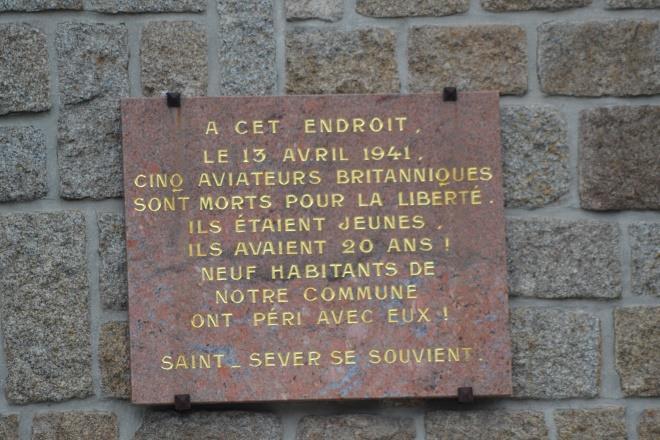 A CET ENDROIT,
LE 13 AVRIL 1941,
CINQ AVIATEURS BRITANNIQUES
SONT MORTS POUR LA LIBERTÉ.
ILS ÉTAIENT JEUNES,
ILS AVAIENT 20 ANS !
NEUF HABITANTS DE
NOTRE COMMUNE
ONT PÉRI AVEC EUX !
SAINT_SEVER SE SOUVIENT.